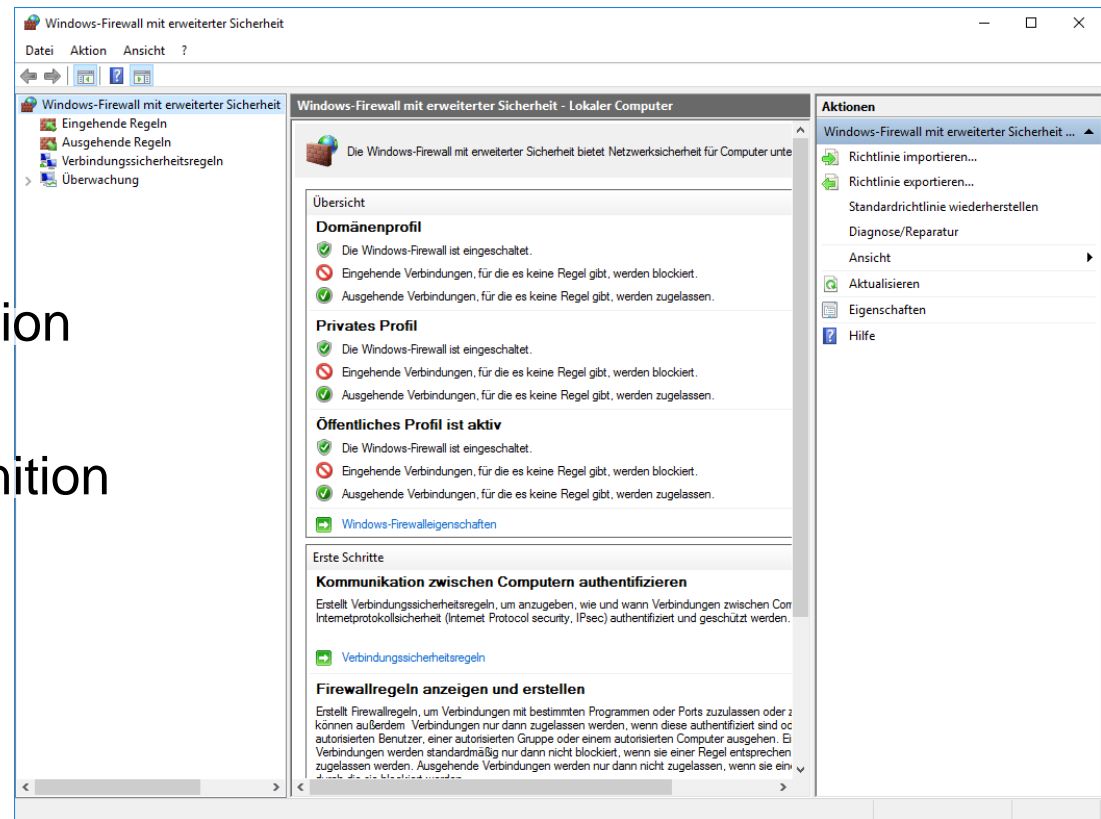 Windows-Firewall mit erweiterter Sicherheit
Datei Aktion Ansicht ?
Windows-Firewall mit erweiterter Sicherheit
Eingehende Regeln
Ausgehende Regeln
Verbindungssicherheitsregeln
Überwachung
ion
nition
Windows-Firewall mit erweiterter Sicherheit - Lokaler Computer
Die Windows-Firewall mit erweiterter Sicherheit bietet Netzwerksicherheit für Computer unte
Übersicht
Domänenprofil
Die Windows-Firewall ist eingeschaltet.
Eingehende Verbindungen, für die es keine Regel gibt, werden blockiert.
Ausgehende Verbindungen, für die es keine Regel gibt, werden zugelassen.
Privates Profil
Die Windows-Firewall ist eingeschaltet.
Eingehende Verbindungen, für die es keine Regel gibt, werden blockiert.
Ausgehende Verbindungen, für die es keine Regel gibt, werden zugelassen.
Öffentliches Profil ist aktiv
Die Windows-Firewall ist eingeschaltet.
Eingehende Verbindungen, für die es keine Regel gibt, werden blockiert.
Ausgehende Verbindungen, für die es keine Regel gibt, werden zugelassen.
Windows-Firewalleigenschaften
Erste Schritte
Kommunikation zwischen Computern authentifizieren
Erstellt Verbindungssicherheitsregeln, um anzugeben, wie und wann Verbindungen zwischen Com
Internetprotokollsicherheit (Internet Protocol security, IPsec) authentifiziert und geschützt werden.
Verbindungssicherheitsregeln
Firewallregeln anzeigen und erstellen
Erstellt Firewallregeln, um Verbindungen mit bestimmten Programmen oder Ports zuzulassen oder z
können außerdem Verbindungen nur dann zugelassen werden, wenn diese authentifiziert sind od
autorisierten Benutzer, einer autorisierten Gruppe oder einem autorisierten Computer ausgehen. Ei
Verbindungen werden standardmäßig nur dann nicht blockiert, wenn sie einer Regel entsprechen
zugelassen werden. Ausgehende Verbindungen werden nur dann nicht zugelassen, wenn sie eine
Aktionen
Windows-Firewall mit erweiterter Sicherheit ...
Richtlinie importieren...
Richtlinie exportieren...
Standardrichtlinie wiederherstellen
Diagnose/Reparatur
Ansicht
Aktualisieren
Eigenschaften
Hilfe